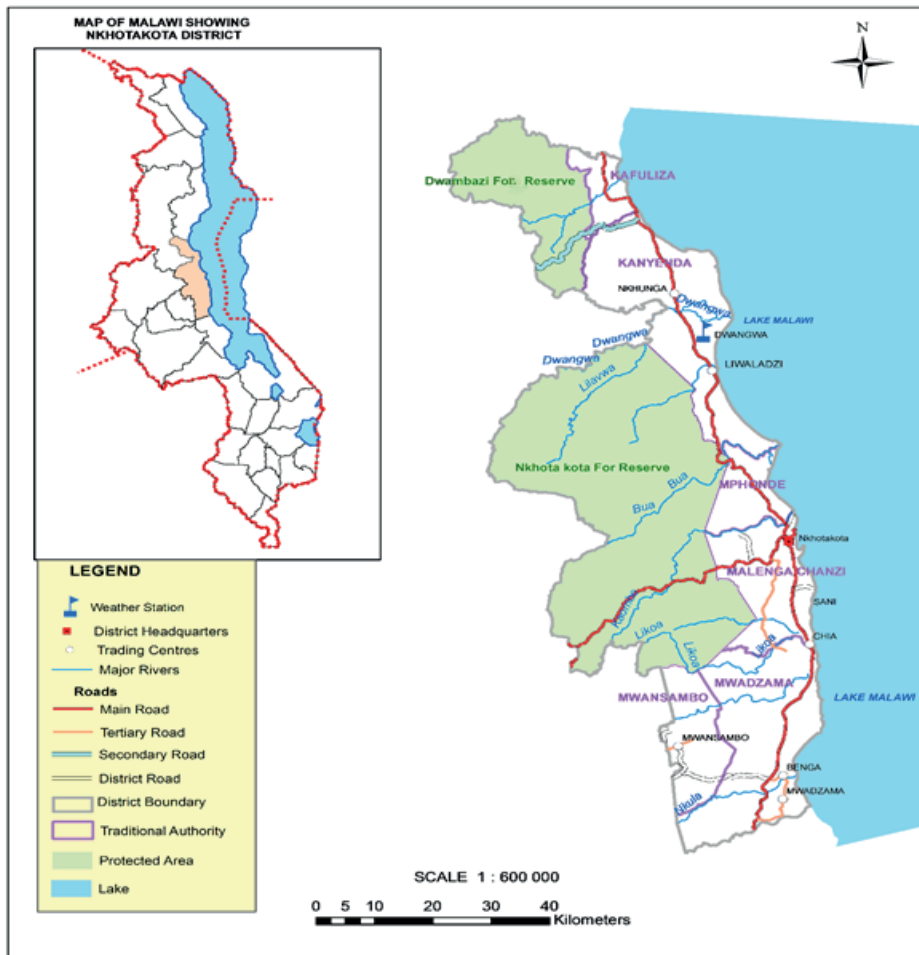 MAP OF MALAWI SHOWING
NKHOTAKOTA DISTRICT
N
Dwambazi For. Reserve
KAFULIZA
KANYENDA
NKHUNGA
Dwangwa
LAKE MALAWI
DWANGWA
Dwangwa
Dwangwa
LIWALADZI
Lilavwa
Nkhota kota For Reserve
Bua
Bua
MPHONDE
Nkhotakota
MALENGA CHANZI
Kaombe
SANI
Likoa
Likoa
CHIA
Likoa
MWADZAMA
MWANSAMBO
LAKE MALAWI
MWANSAMBO
BENGA
MWADZAMA
Nkula
LEGEND
Weather Station
District Headquarters
Trading Centres
Major Rivers
Roads
Main Road
Tertiary Road
Secondary Road
District Road
District Boundary
Traditional Authority
Protected Area
Lake
SCALE 1 : 600 000
0 5 10 20 30 40
Kilometers